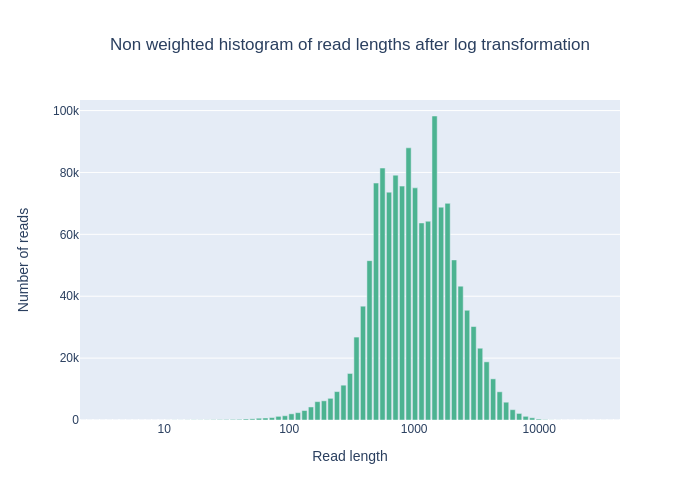 Non weighted histogram of read lengths after log transformation
100k
80k
60k
40k
20k
0
Number of reads
10
100
1000
10000
Read length